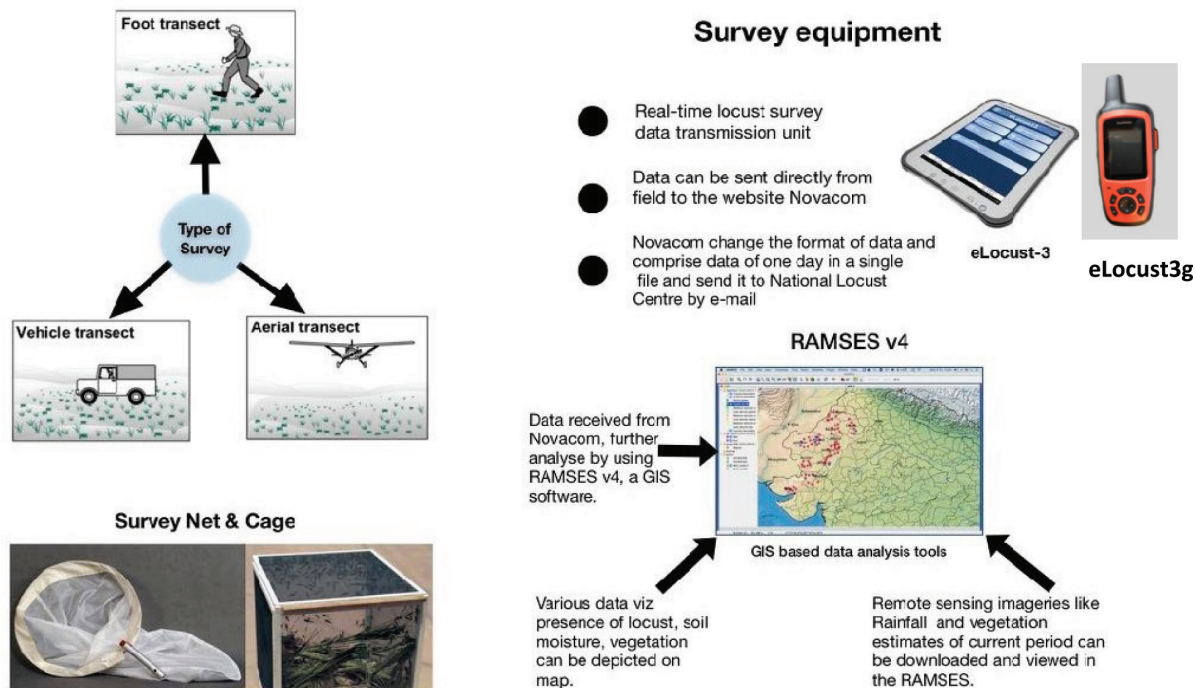 Foot transect
Type of
Survey
Vehicle transect
Aerial transect
Survey Net & Cage
Survey equipment
Real-time locust survey
data transmission unit
Data can be sent directly from
field to the website Novacom
Novacom change the format of data and
comprise data of one day in a single
file and send it to National Locust
Centre by e-mail
eLocust-3
eLocust3g
RAMSES v4
Data received from
Novacom, further
analyse by using
RAMSES v4, a GIS
software.
GIS based data analysis tools
Various data viz
presence of locust, soil
moisture, vegetation
can be depicted on
map.
Remote sensing imageries like
Rainfall and vegetation
estimates of current period can
be downloaded and viewed in
the RAMSES.